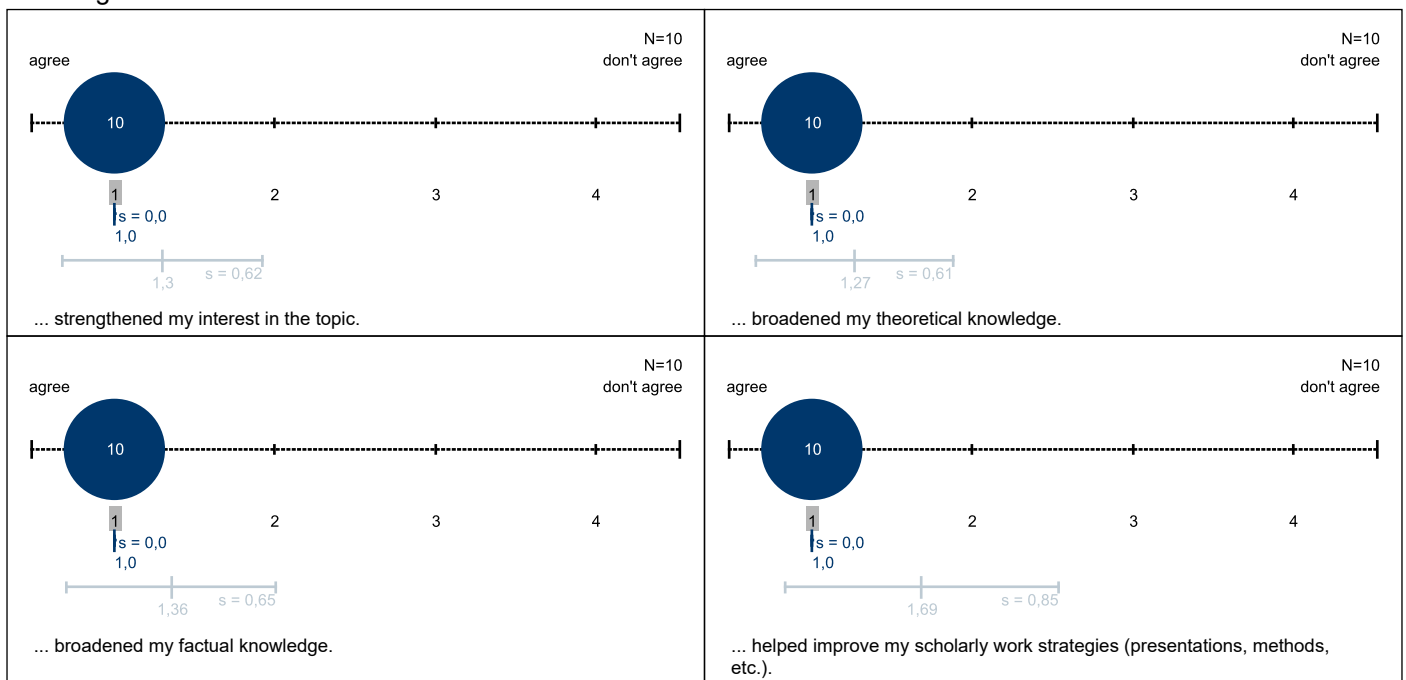 N=10
agree don't agree
10
1 2 3 4
s = 0,0
1,0
s = 0,62
1,3
... strengthened my interest in the topic.
N=10
agree don't agree
10
1 2 3 4
s = 0,0
1,0
s = 0,61
1,27
... broadened my theoretical knowledge.
N=10
agree don't agree
10
1 2 3 4
s = 0,0
1,0
s = 0,65
1,36
... broadened my factual knowledge.
N=10
agree don't agree
10
1 2 3 4
s = 0,0
1,0
s = 0,85
1,69
... helped improve my scholarly work strategies (presentations, methods,
etc.).